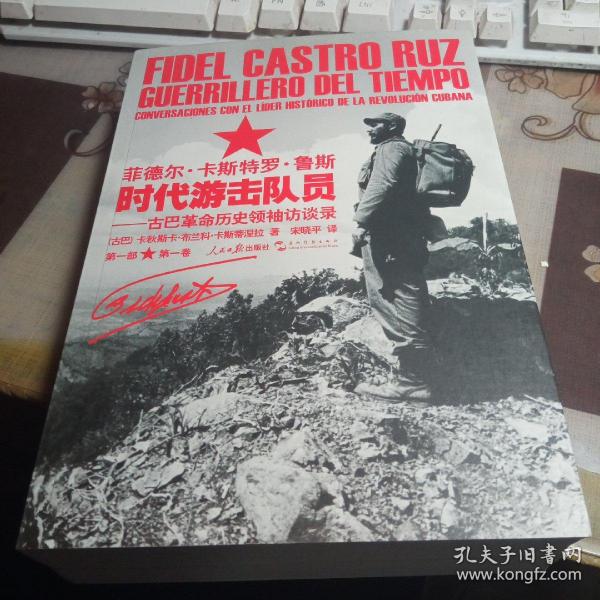 FIDEL CASTRO RUZ
GUERRILLERO DEL TIEMPO
CONVERSACIONES CON EL LÍDER HISTÓRICO DE LA REVOLUCIÓN CUBANA
菲德尔·卡斯特罗·鲁斯
时代游击队员
——古巴革命历史领袖访谈录
(古巴) 卡秋斯卡·布兰科·卡斯蒂涅拉 著 宋晓平 译
第一部★第一卷 人民日报出版社
孔夫子旧书网
www.kongfz.com